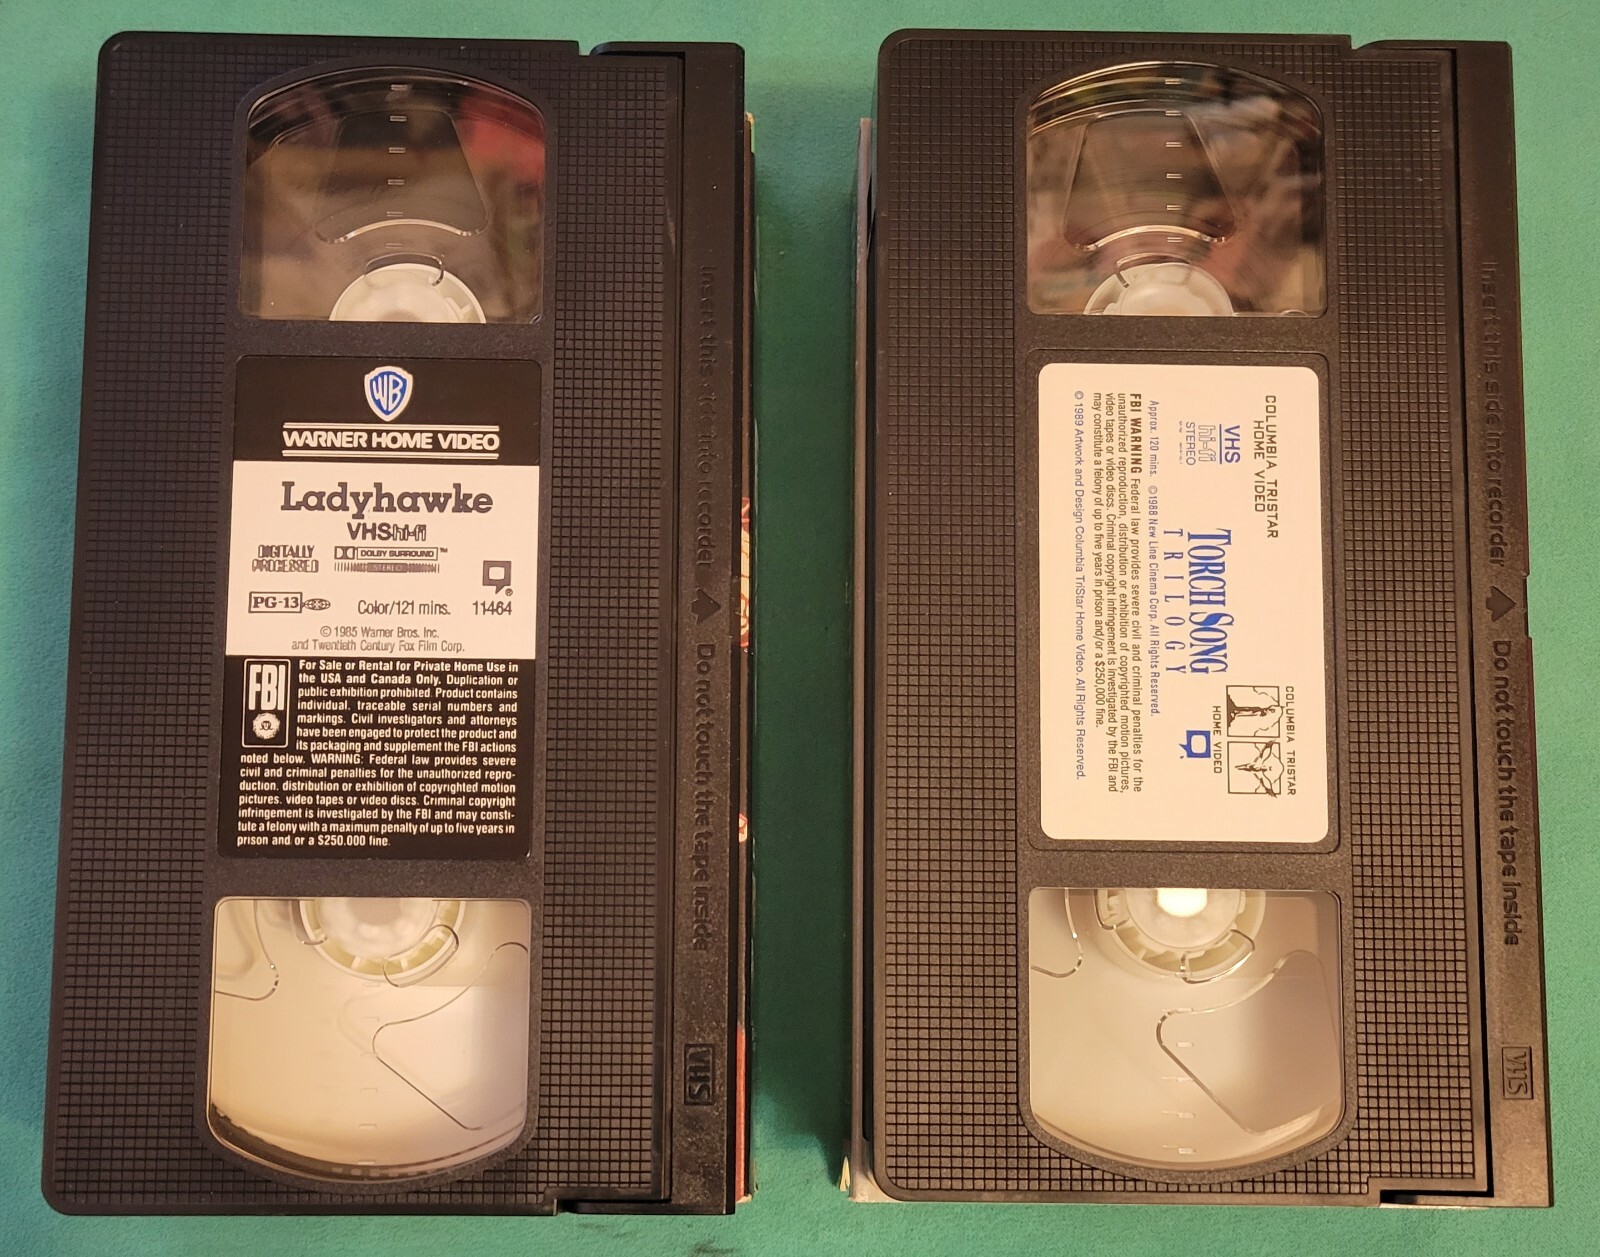 WB
WARNER HOME VIDEO
Ladyhawke
VHS hi-fi
DIGITALLY
PROCESSED
DOLBY SURROUND™
STEREO
PG-13
Color/121 mins. 11464
© 1985 Warner Bros. Inc.
and Twentieth Century Fox Film Corp.
FBI
For Sale or Rental for Private Home Use in
the USA and Canada Only. Duplication or
public exhibition prohibited. Product contains
individual, traceable serial numbers and
markings. Civil investigators and attorneys
have been engaged to protect the product and
its packaging and supplement the FBI actions
noted below. WARNING: Federal law provides severe
civil and criminal penalties for the unauthorized repro-
duction, distribution or exhibition of copyrighted motion
pictures, video tapes or video discs. Criminal copyright
infringement is investigated by the FBI and may consti-
tute a felony with a maximum penalty of up to five years in
prison and or a $250,000 fine.
Insert this side into recorder ▲ Do not touch the tape inside
VHS
COLUMBIA TRISTAR
HOME VIDEO
COLUMBIA TRISTAR
HOME VIDEO
VHS
hi-fi
STEREO
TORCH SONG
TRILOGY
Approx. 120 mins. ©1988 New Line Cinema Corp. All Rights Reserved.
FBI WARNING Federal law provides severe civil and criminal penalties for the
unauthorized reproduction, distribution or exhibition of copyrighted motion pictures,
video tapes or video discs. Criminal copyright infringement is investigated by the FBI and
may constitute a felony of up to five years in prison and/or a $250,000 fine.
© 1989 Artwork and Design Columbia TriStar Home Video. All Rights Reserved.
Insert this side into recorder ▲ Do not touch the tape inside
VHS